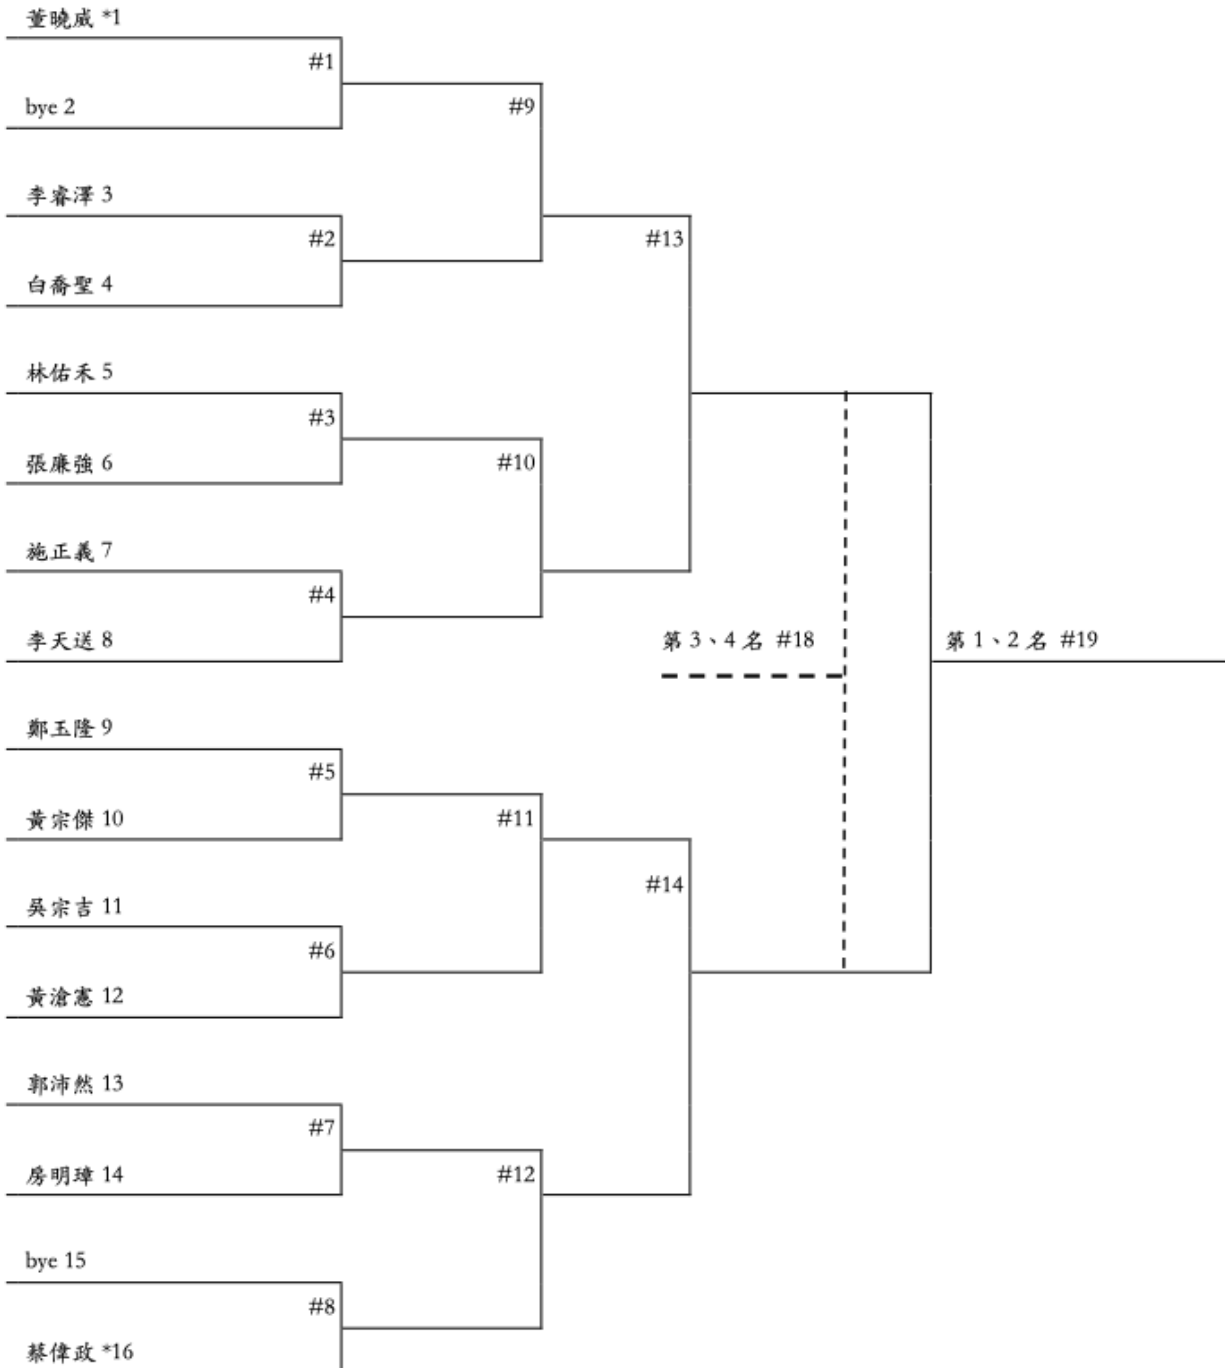 董曉威 *1
#1
bye 2
#9
李睿澤 3
#2
#13
白喬聖 4
林佑禾 5
#3
張廉強 6
#10
施正義 7
#4
李天送 8
第 3、4 名 #18
第 1、2 名 #19
鄭玉隆 9
#5
黃宗傑 10
#11
#14
吳宗吉 11
#6
黃滄憲 12
郭沛然 13
#7
房明璋 14
#12
bye 15
#8
蔡偉政 *16